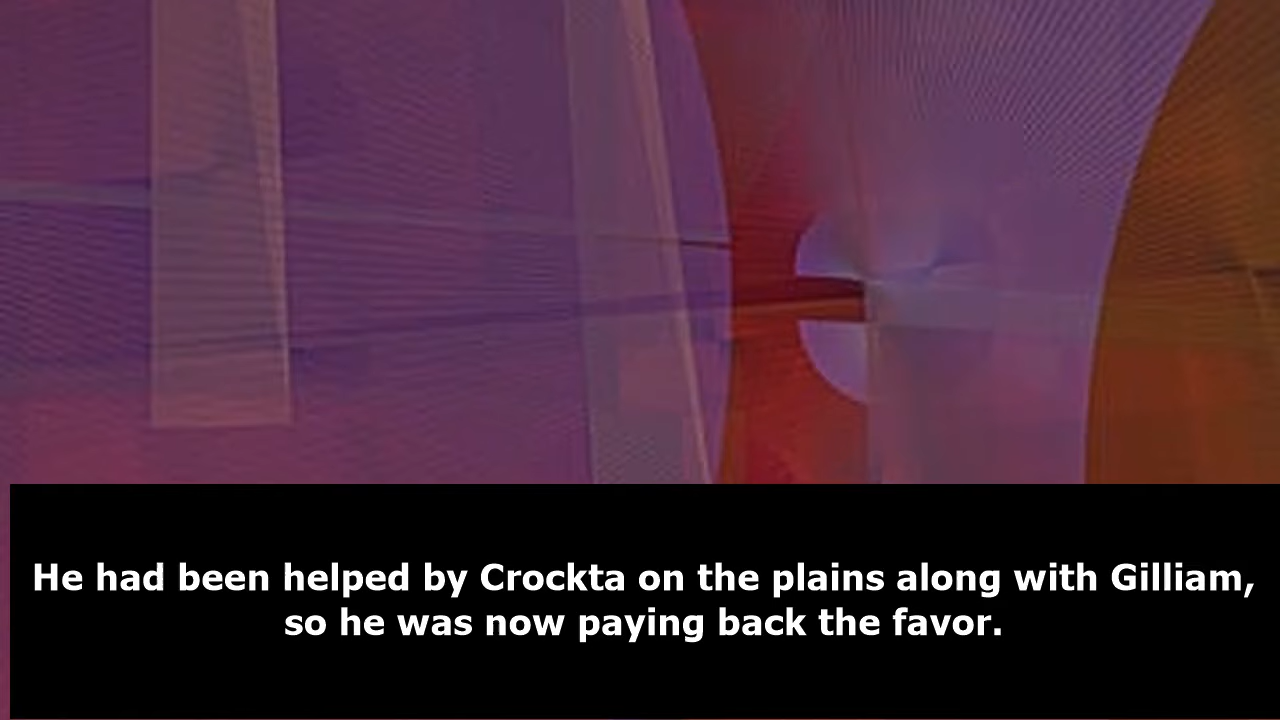 He had been helped by Crockta on the plains along with Gilliam,
so he was now paying back the favor.